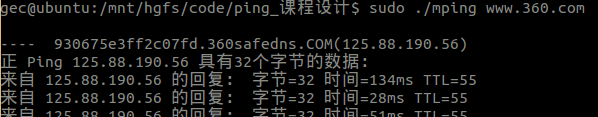 gec@ubuntu:/mnt/hgfs/code/ping_课程设计$ sudo ./mping www.360.com
---- 930675e3ff2c07fd.360safedns.COM(125.88.190.56)
正 Ping 125.88.190.56 具有32个字节的数据:
来自 125.88.190.56 的回复: 字节=32 时间=134ms TTL=55
来自 125.88.190.56 的回复: 字节=32 时间=28ms TTL=55
来自 125.88.190.56 的回复: 字节=32 时间=51ms TTL=55